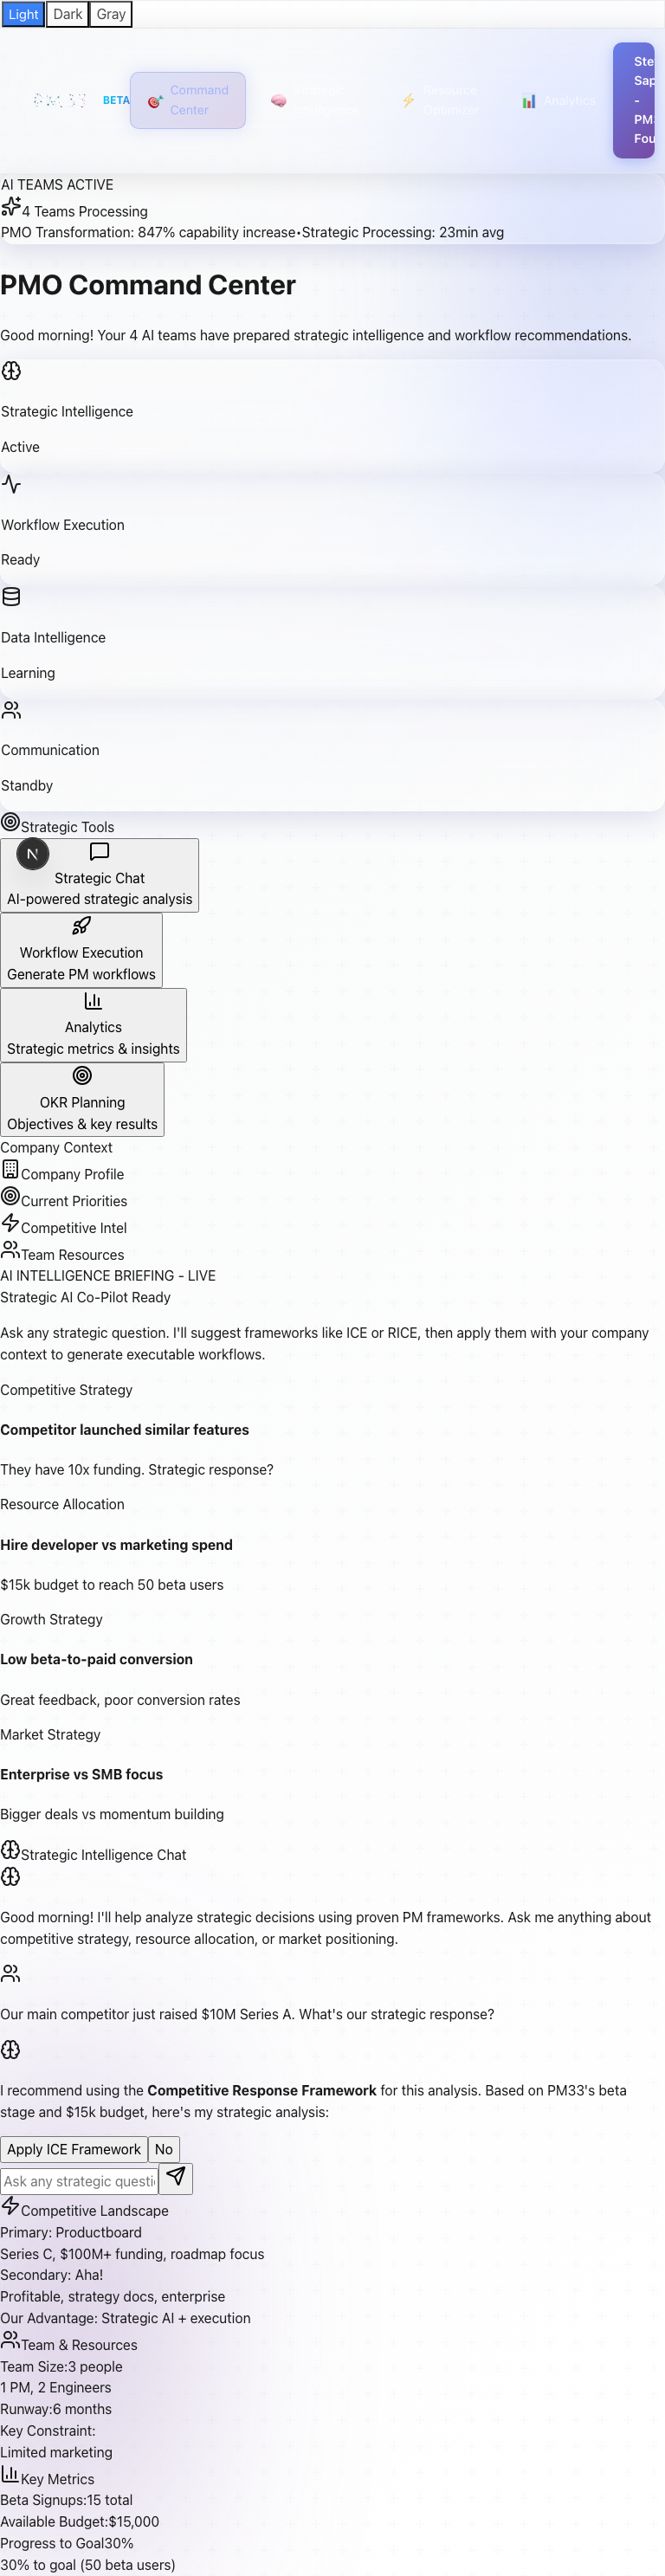 Light Dark Gray
PM33 BETA
Command
Center
Strategic
Intelligence
Resource
Optimizer
Analytics
AI TEAMS ACTIVE
4 Teams Processing
PMO Transformation: 847% capability increase•Strategic Processing: 23min avg
PMO Command Center
Good morning! Your 4 AI teams have prepared strategic intelligence and workflow recommendations.
Strategic Intelligence
Active
Workflow Execution
Ready
Data Intelligence
Learning
Communication
Standby
Strategic Tools
N
Strategic Chat
AI-powered strategic analysis
Workflow Execution
Generate PM workflows
Analytics
Strategic metrics & insights
OKR Planning
Objectives & key results
Company Context
Company Profile
Current Priorities
Competitive Intel
Team Resources
AI INTELLIGENCE BRIEFING - LIVE
Strategic AI Co-Pilot Ready
Ask any strategic question. I'll suggest frameworks like ICE or RICE, then apply them with your company
context to generate executable workflows.
Competitive Strategy
Competitor launched similar features
They have 10x funding. Strategic response?
Resource Allocation
Hire developer vs marketing spend
$15k budget to reach 50 beta users
Growth Strategy
Low beta-to-paid conversion
Great feedback, poor conversion rates
Market Strategy
Enterprise vs SMB focus
Bigger deals vs momentum building
Strategic Intelligence Chat
Good morning! I'll help analyze strategic decisions using proven PM frameworks. Ask me anything about
competitive strategy, resource allocation, or market positioning.
Our main competitor just raised $10M Series A. What's our strategic response?
I recommend using the Competitive Response Framework for this analysis. Based on PM33's beta
stage and $15k budget, here's my strategic analysis:
Apply ICE Framework No
Ask any strategic questi
Competitive Landscape
Primary: Productboard
Series C, $100M+ funding, roadmap focus
Secondary: Aha!
Profitable, strategy docs, enterprise
Our Advantage: Strategic AI + execution
Team & Resources
Team Size:3 people
1 PM, 2 Engineers
Runway:6 months
Key Constraint:
Limited marketing
Key Metrics
Beta Signups:15 total
Available Budget:$15,000
Progress to Goal30%
30% to goal (50 beta users)